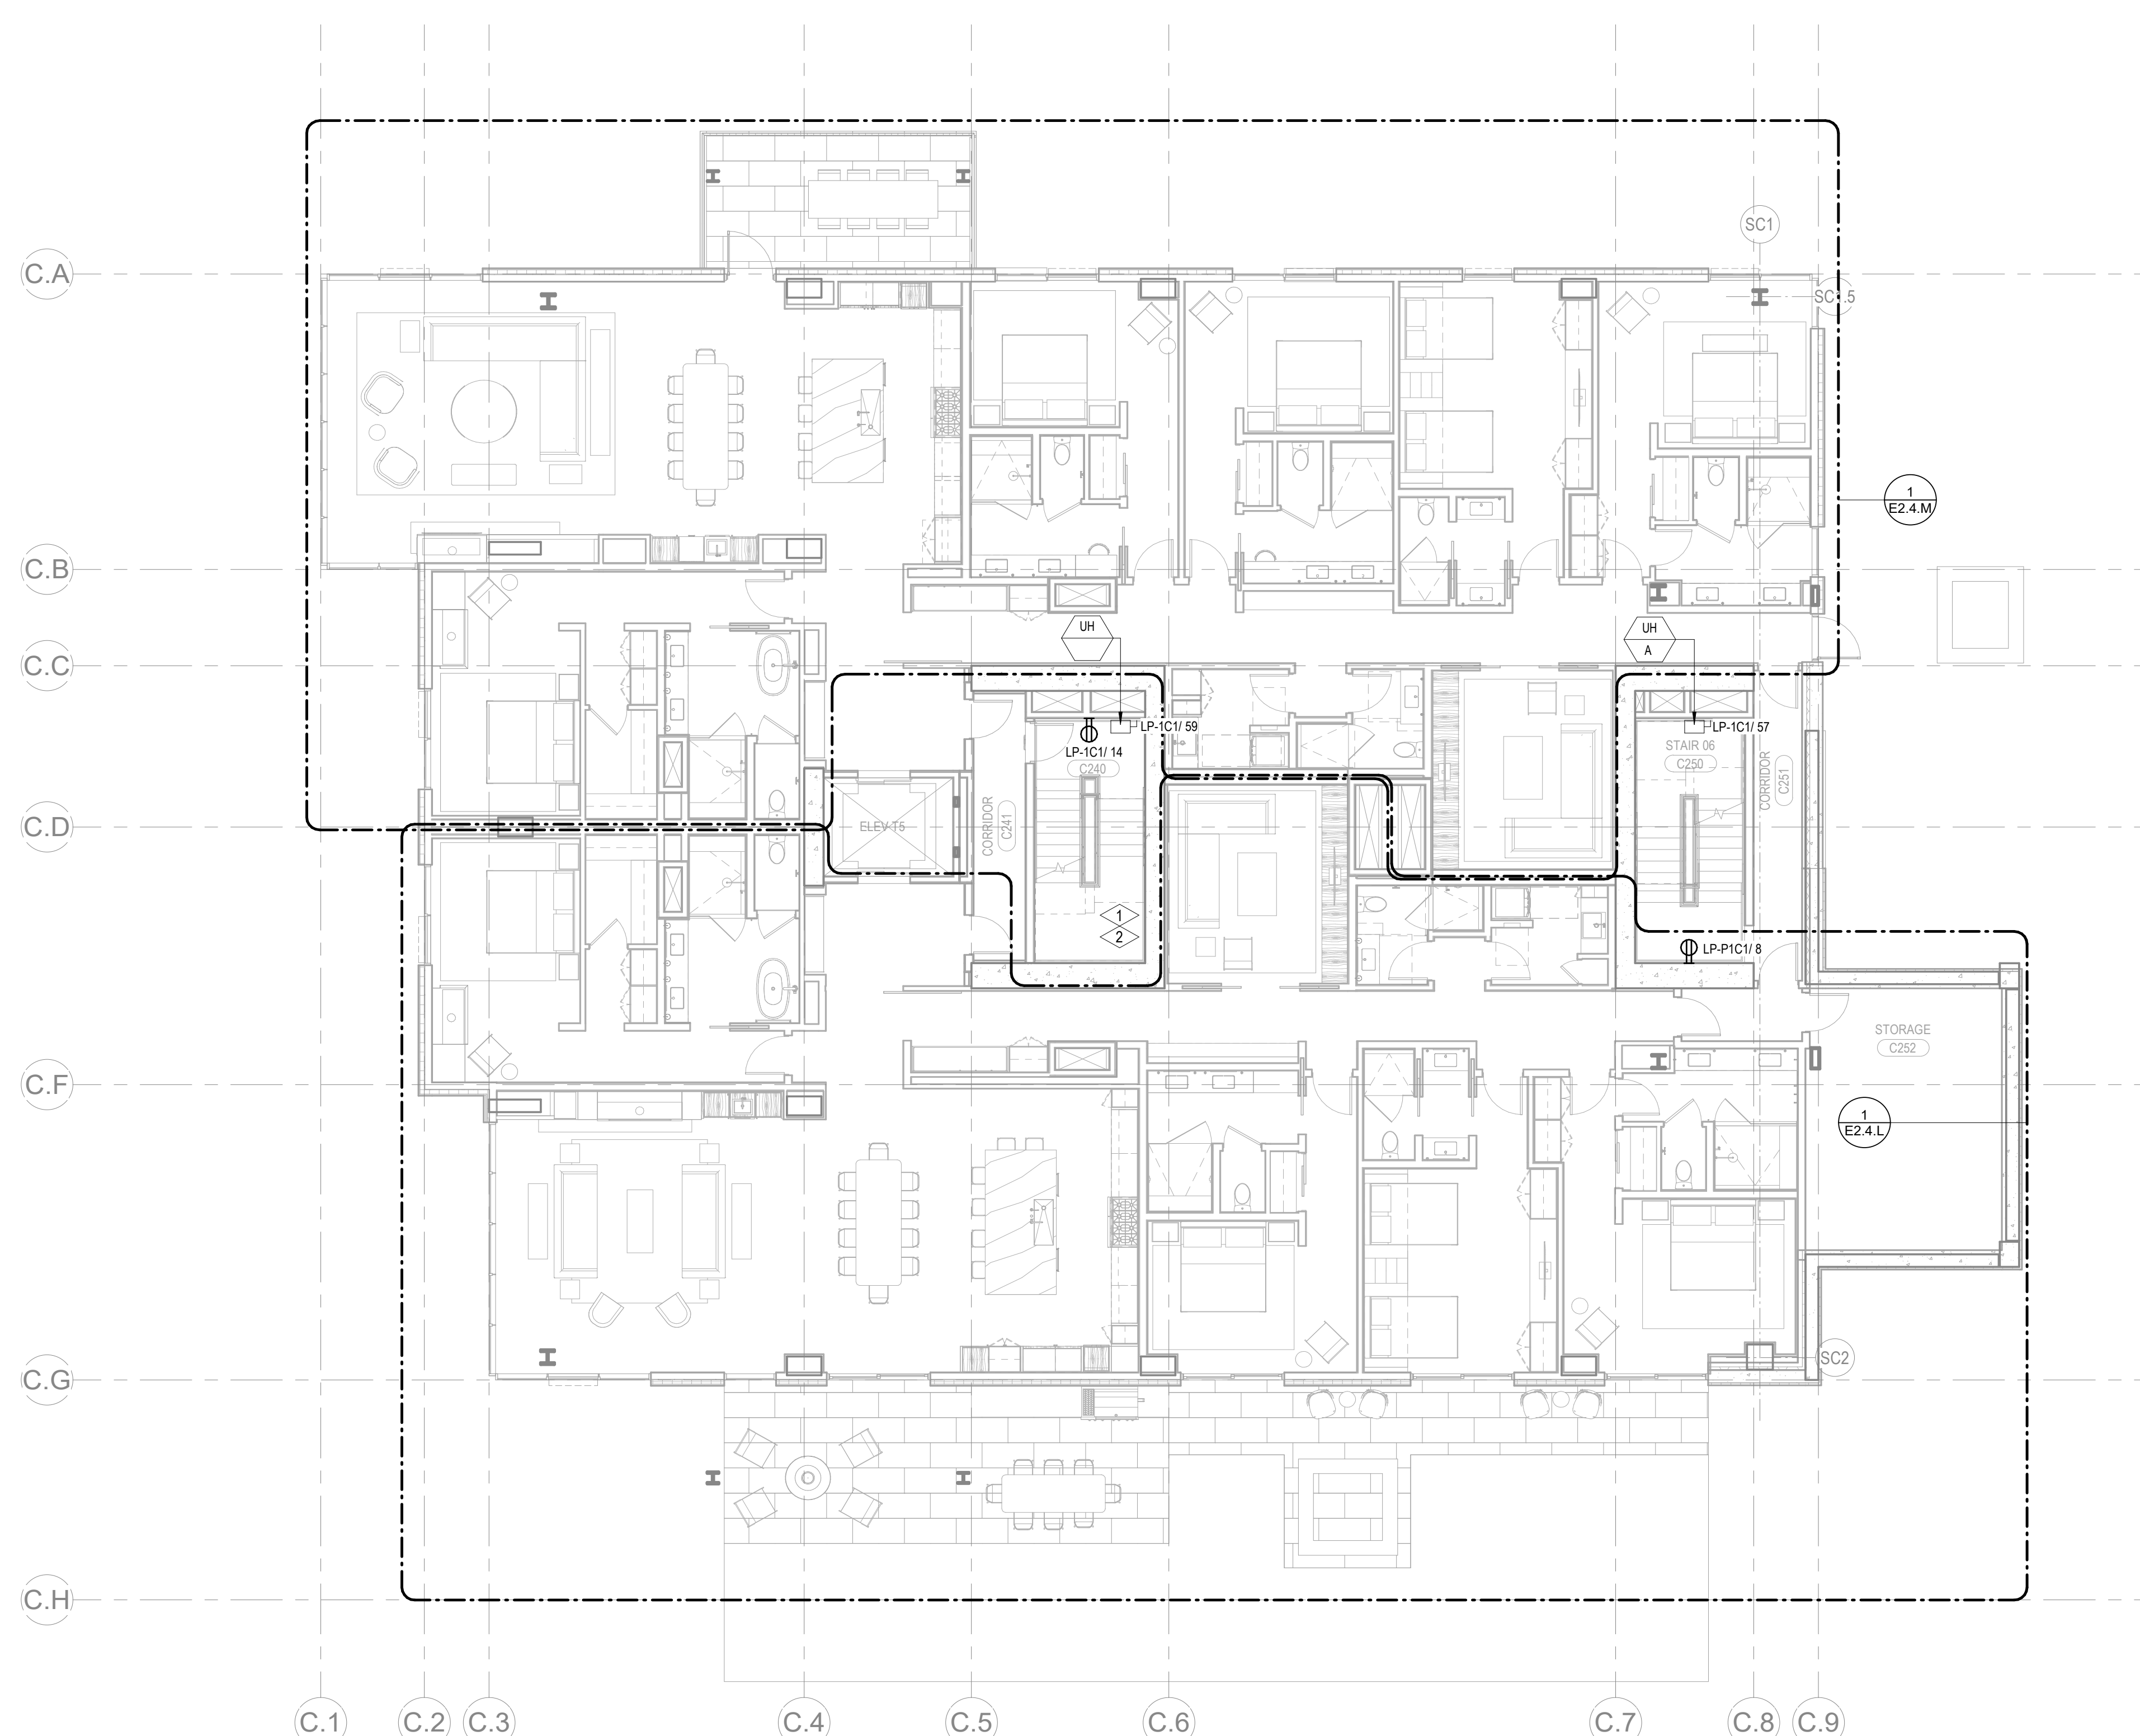 SC1
C.A
SC1.5
1
E2.4.M
C.B
UH
UH
A
C.C
LP-1C1/ 59
LP-1C1/ 57
LP-1C1/ 14
C240
STAIR 06
C250
CORRIDOR
C251
C.D
ELEV T5
CORRIDOR
C241
1
2
LP-P1C1/ 8
STORAGE
C252
C.F
1
E2.4.L
SC2
C.G
C.H
C.1
C.2
C.3
C.4
C.5
C.6
C.7
C.8
C.9